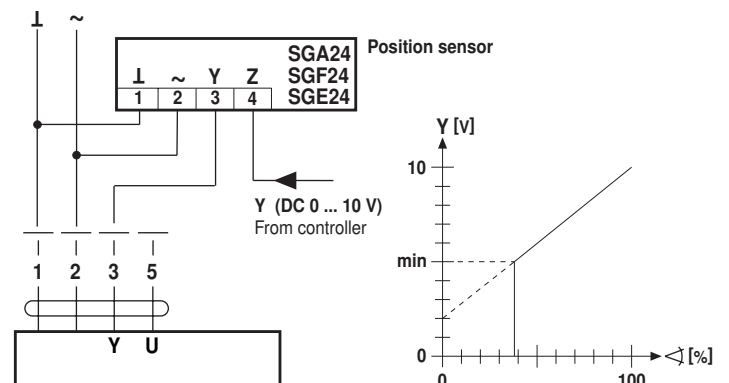 ⊥ ~
SGA24 Position sensor
⊥ ~ Y Z SGF24
1 2 3 4 SGE24
Y [V]
10
Y (DC 0 ... 10 V)
From controller
min
1 2 3 5
Y U
0
[%]
0 100